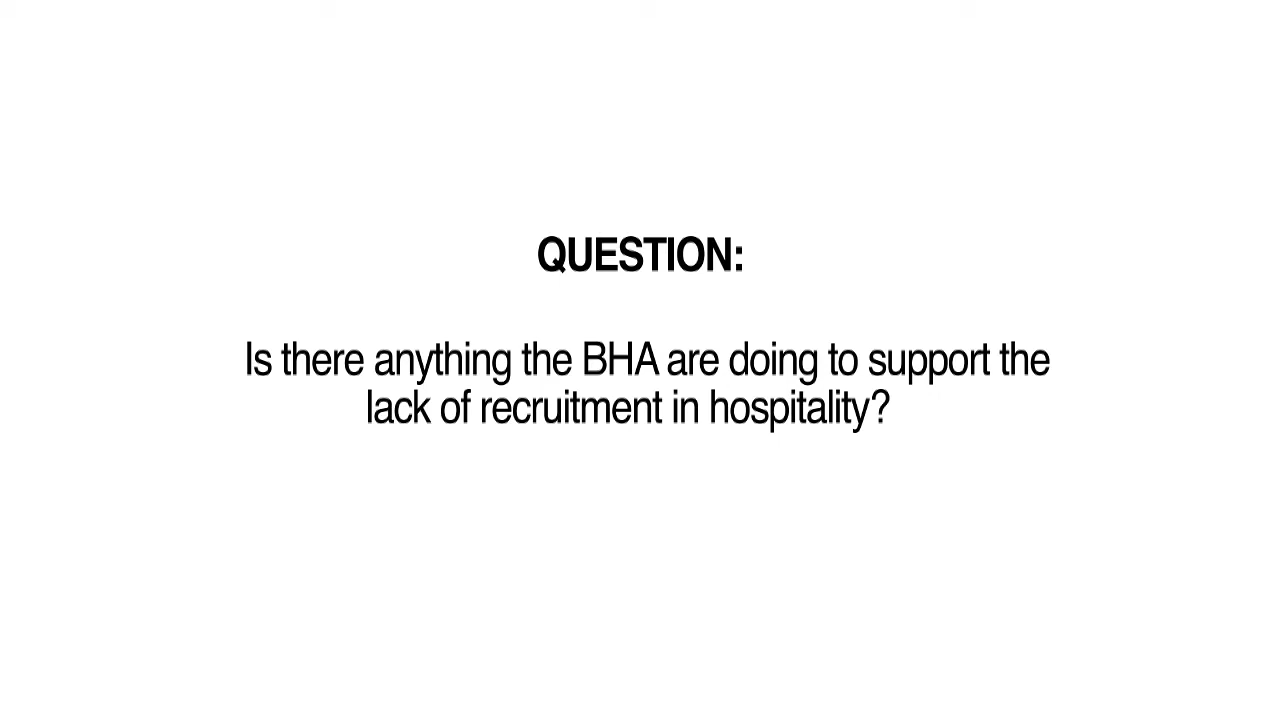 QUESTION:
Is there anything the BHA are doing to support the
lack of recruitment in hospitality?